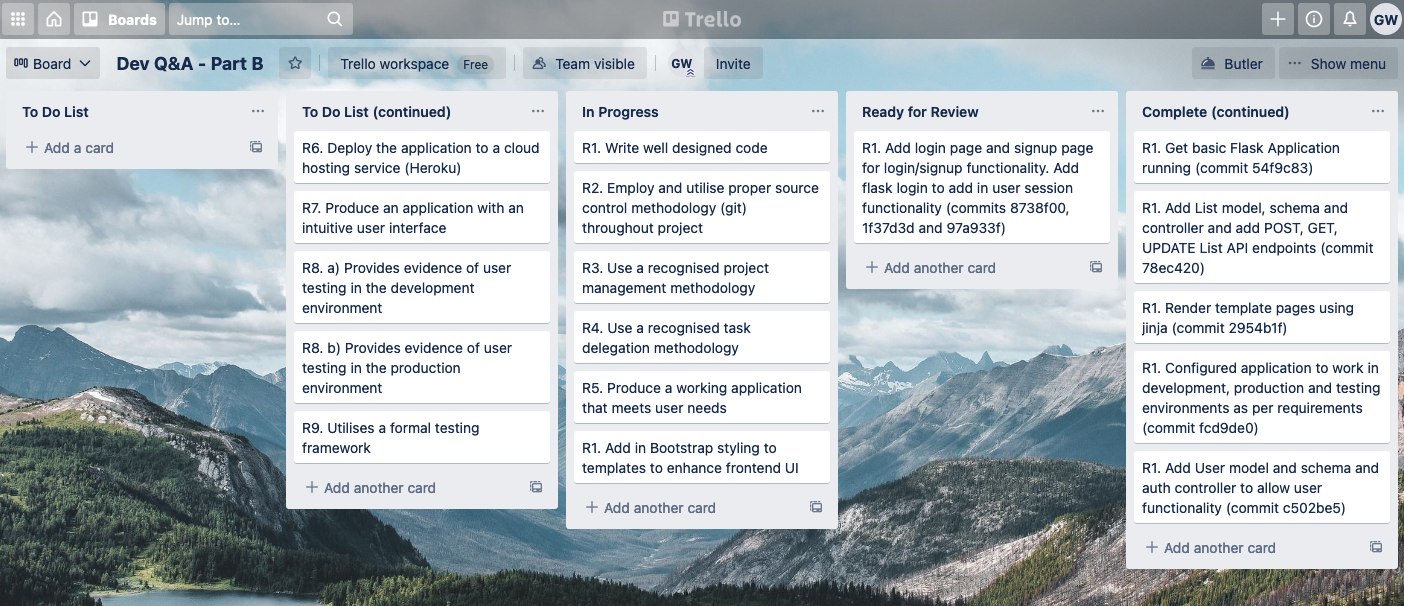 Boards
Jump to...
Trello
GW
Board
Dev Q&A - Part B
Trello workspace Free
Team visible
GW
Invite
Butler
Show menu
To Do List
Add a card
To Do List (continued)
R6. Deploy the application to a cloud
hosting service (Heroku)
R7. Produce an application with an
intuitive user interface
R8. a) Provides evidence of user
testing in the development
environment
R8. b) Provides evidence of user
testing in the production
environment
R9. Utilises a formal testing
framework
Add another card
In Progress
R1. Write well designed code
R2. Employ and utilise proper source
control methodology (git)
throughout project
R3. Use a recognised project
management methodology
R4. Use a recognised task
delegation methodology
R5. Produce a working application
that meets user needs
R1. Add in Bootstrap styling to
templates to enhance frontend UI
Add another card
Ready for Review
R1. Add login page and signup page
for login/signup functionality. Add
flask login to add in user session
functionality (commits 8738f00,
1f37d3d and 97a933f)
Add another card
Complete (continued)
R1. Get basic Flask Application
running (commit 54f9c83)
R1. Add List model, schema and
controller and add POST, GET,
UPDATE List API endpoints (commit
78ec420)
R1. Render template pages using
jinja (commit 2954b1f)
R1. Configured application to work in
development, production and testing
environments as per requirements
(commit fcd9de0)
R1. Add User model and schema and
auth controller to allow user
functionality (commit c502be5)
Add another card